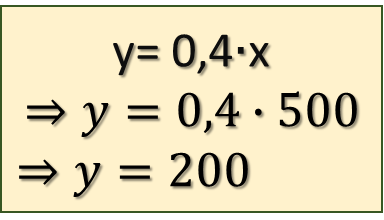 y= 0,4·x
⇒ y = 0,4 · 500
⇒ y = 200